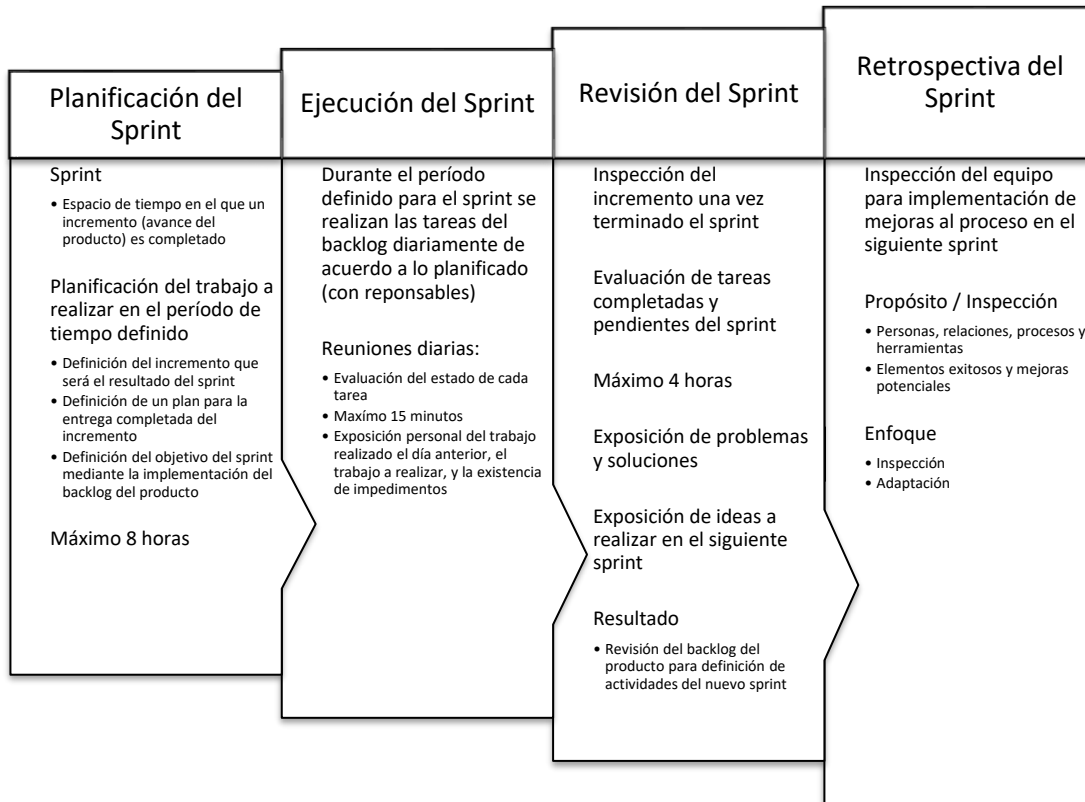 Planificación del
Sprint
Sprint
• Espacio de tiempo en el que un
incremento (avance del
producto) es completado
Planificación del trabajo a
realizar en el período de
tiempo definido
• Definición del incremento que
será el resultado del sprint
• Definición de un plan para la
entrega completada del
incremento
• Definición del objetivo del sprint
mediante la implementación del
backlog del producto
Máximo 8 horas
Ejecución del Sprint
Durante el período
definido para el sprint se
realizan las tareas del
backlog diariamente de
acuerdo a lo planificado
(con reponsables)
Reuniones diarias:
• Evaluación del estado de cada
tarea
• Maxímo 15 minutos
• Exposición personal del trabajo
realizado el día anterior, el
trabajo a realizar, y la existencia
de impedimentos
Revisión del Sprint
Inspección del
incremento una vez
terminado el sprint
Evaluación de tareas
completadas y
pendientes del sprint
Máximo 4 horas
Exposición de problemas
y soluciones
Exposición de ideas a
realizar en el siguiente
sprint
Resultado
• Revisión del backlog del
producto para definición de
actividades del nuevo sprint
Retrospectiva del
Sprint
Inspección del equipo
para implementación de
mejoras al proceso en el
siguiente sprint
Propósito / Inspección
• Personas, relaciones, procesos y
herramientas
• Elementos exitosos y mejoras
potenciales
Enfoque
• Inspección
• Adaptación